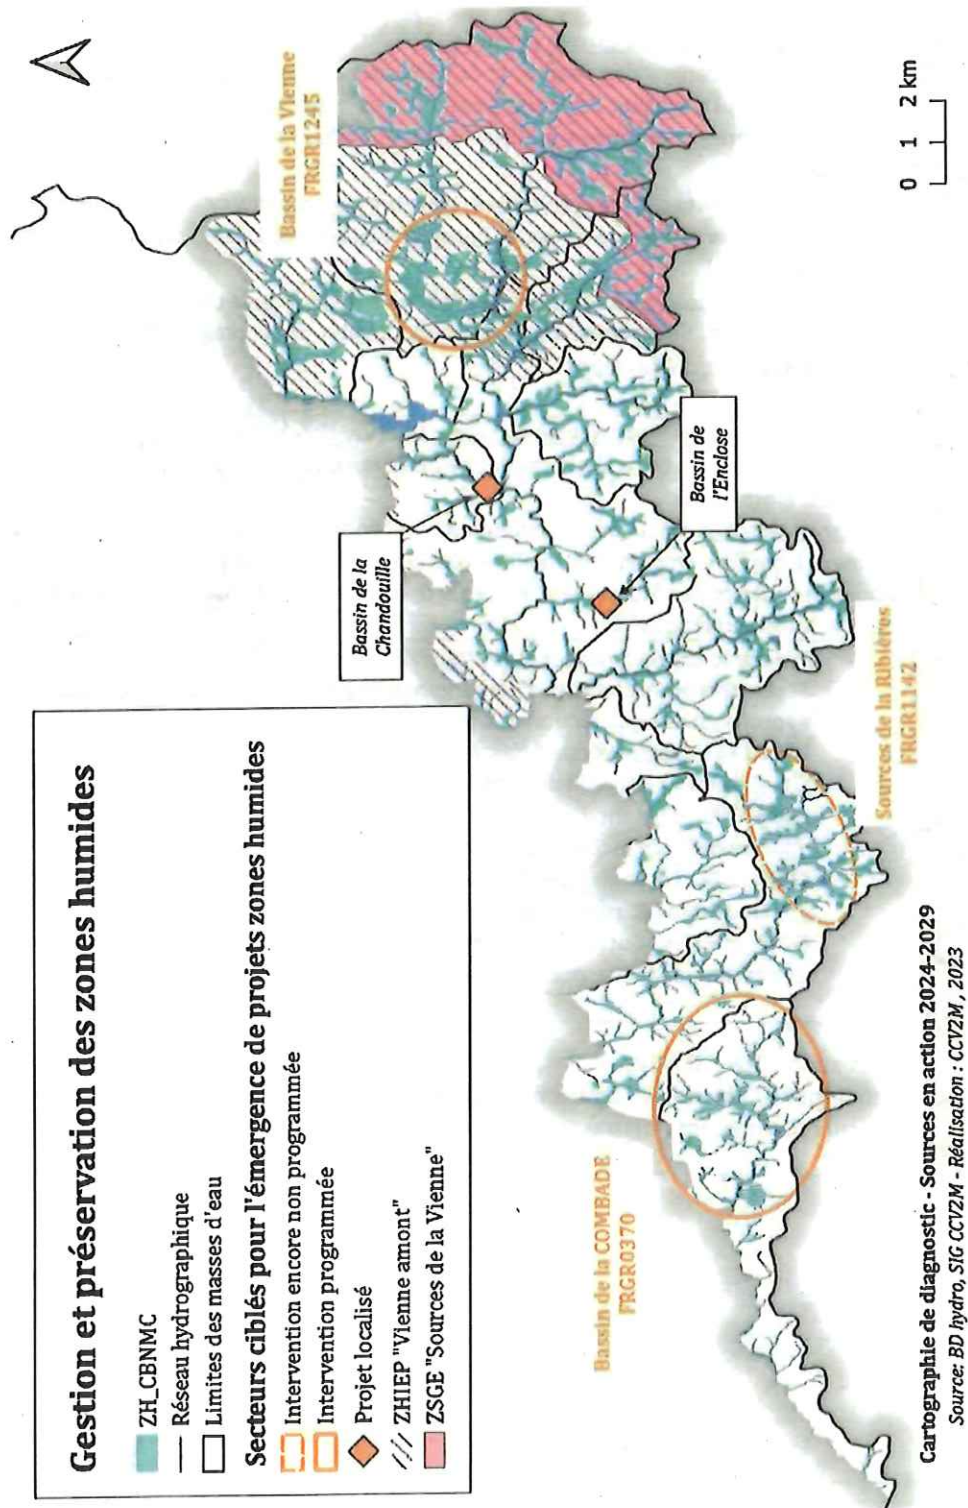 Gestion et préservation des zones humides
ZH_CBNMC
Réseau hydrographique
Limites des masses d'eau
Secteurs ciblés pour l'émergence de projets zones humides
Intervention encore non programmée
Intervention programmée
Projet localisé
ZHIEP "Vienne amont"
ZSGE "Sources de la Vienne"
Bassin de la Vienne
FRGR1245
Bassin de la
Chandouille
Bassin de
l'Enclose
Bassin de la COMBADE
FRGR0370
Sources de la Ribières
FRGR1142
0 1 2 km
Cartographie de diagnostic - Sources en action 2024-2029
Source: BD hydro, SIG CCV2M - Réalisation : CCV2M, 2023